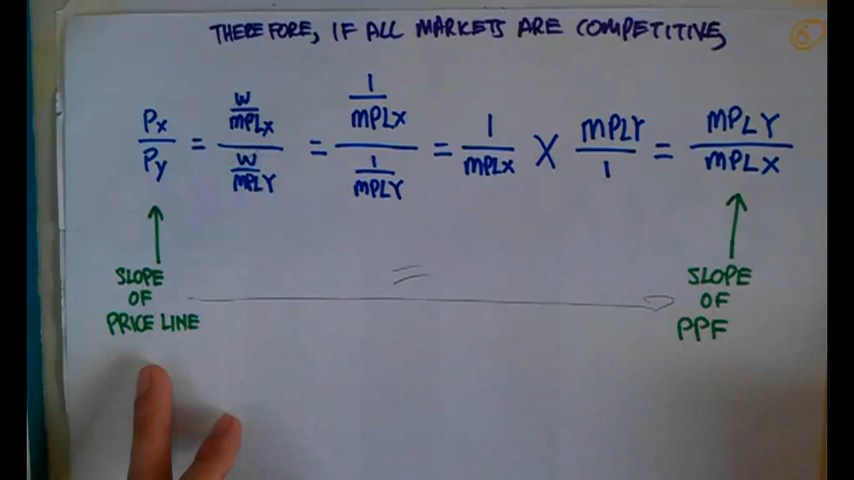 THEREFORE, IF ALL MARKETS ARE COMPETITIVE,
5
Px/Py = (W/MPLX)/(W/MPLY) = (1/MPLX)/(1/MPLY) = 1/MPLX X MPLY/1 = MPLY/MPLX
SLOPE OF PRICE LINE
=
SLOPE OF PPF